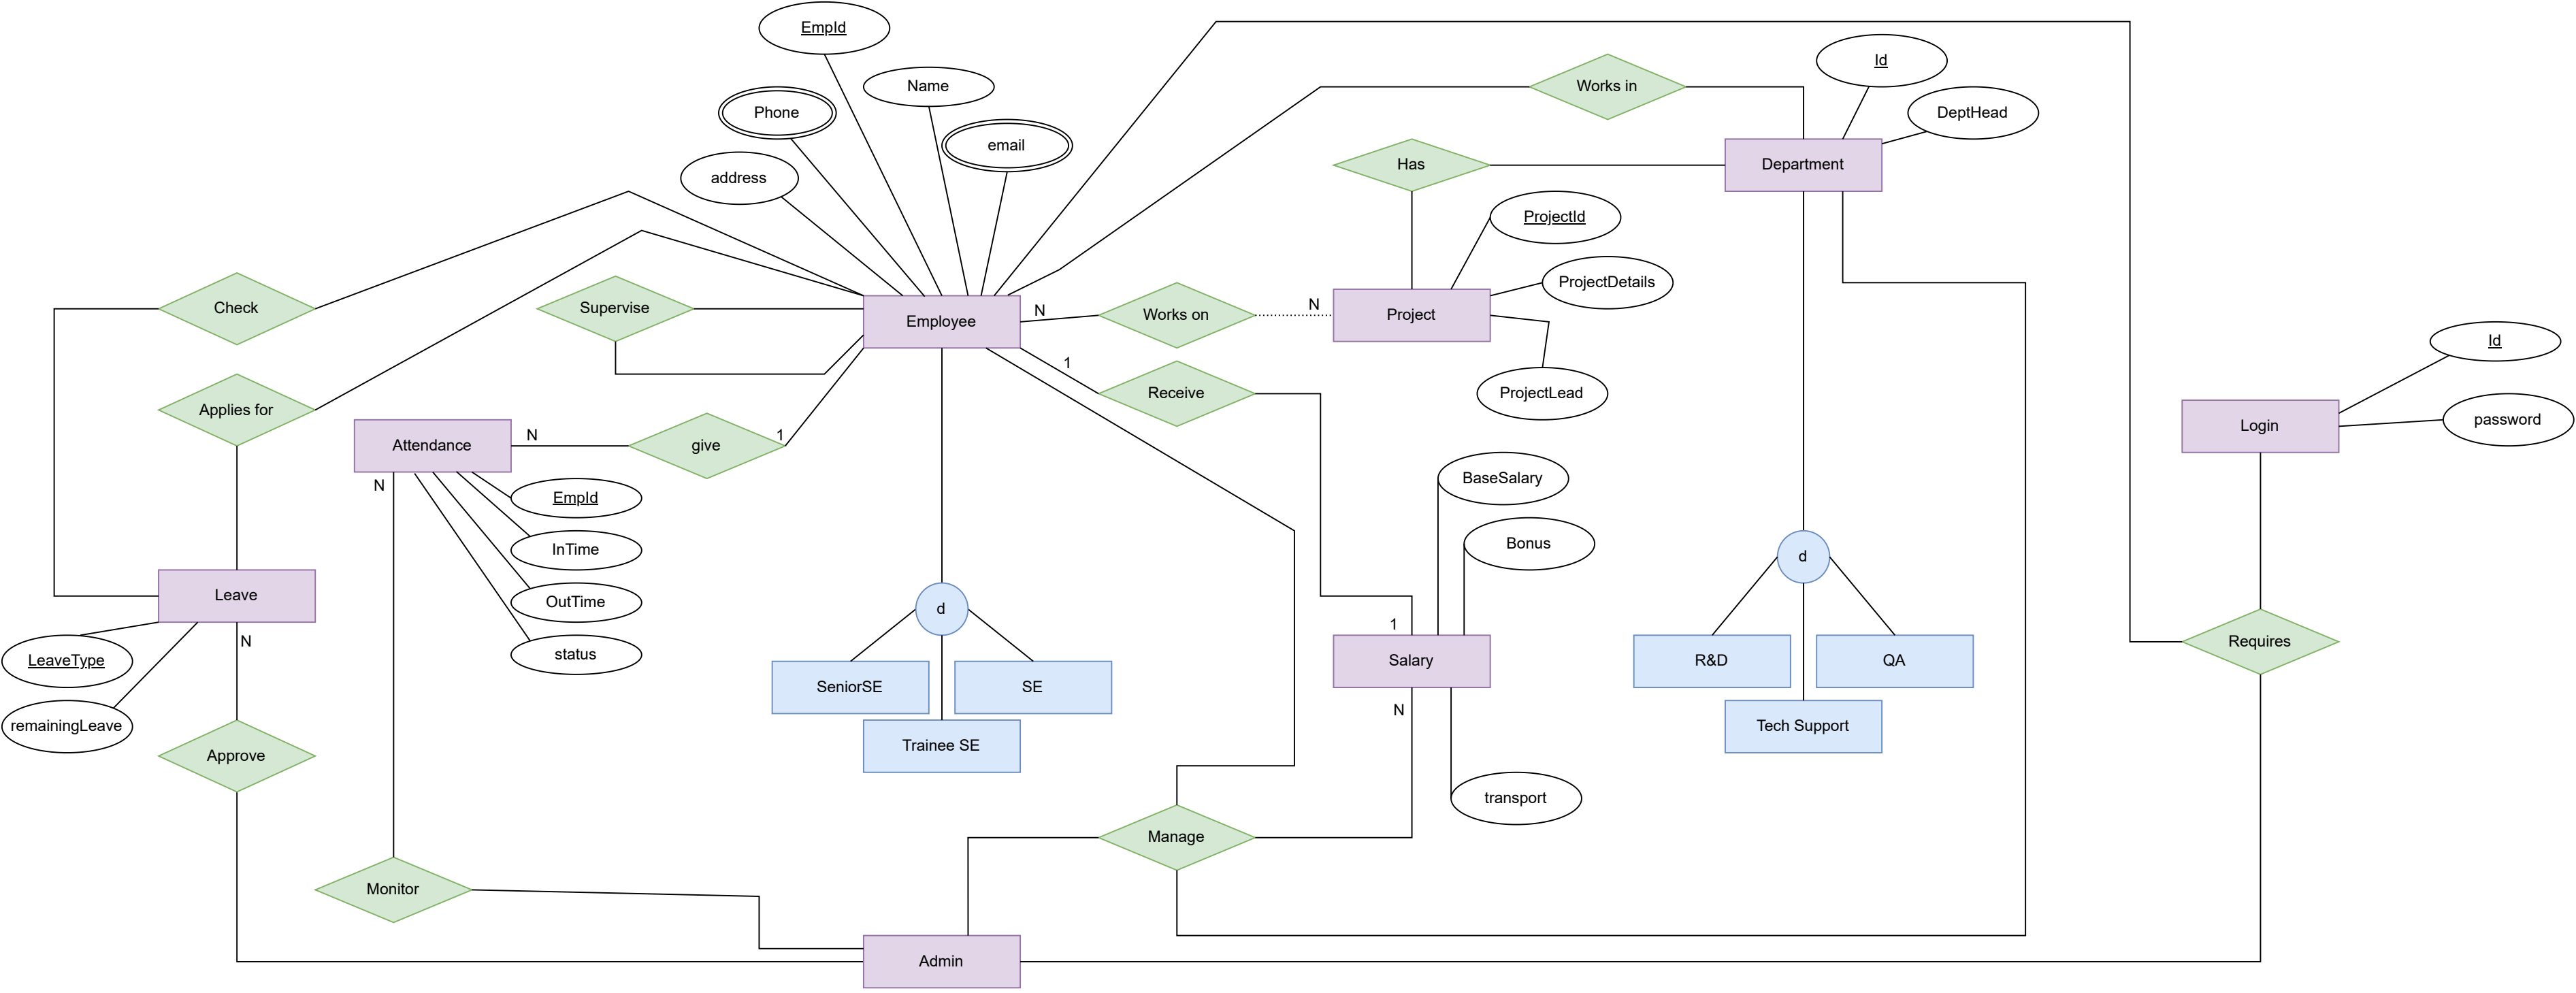 EmpId
Id
Name
Works in
Phone
DeptHead
email
Has
Department
address
ProjectId
ProjectDetails
Check
Supervise
Employee
N
Works on
N
Project
Id
1
Receive
ProjectLead
Applies for
password
Login
Attendance
N
give
1
N
EmpId
BaseSalary
InTime
Bonus
d
Leave
OutTime
d
N
1
Requires
LeaveType
status
SeniorSE
SE
Salary
R&D
QA
N
remainingLeave
Trainee SE
Tech Support
Approve
transport
Manage
Monitor
Admin